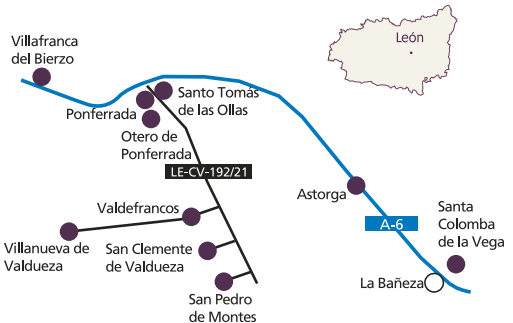 Villafranca
del Bierzo
León
Santo Tomás
de las Ollas
Ponferrada
Otero de
Ponferrada
LE-CV-192/21
Astorga
Valdefrancos
Santa
Colomba
de la Vega
A-6
Villanueva de
Valdueza
San Clemente
de Valdueza
La Bañeza
San Pedro
de Montes